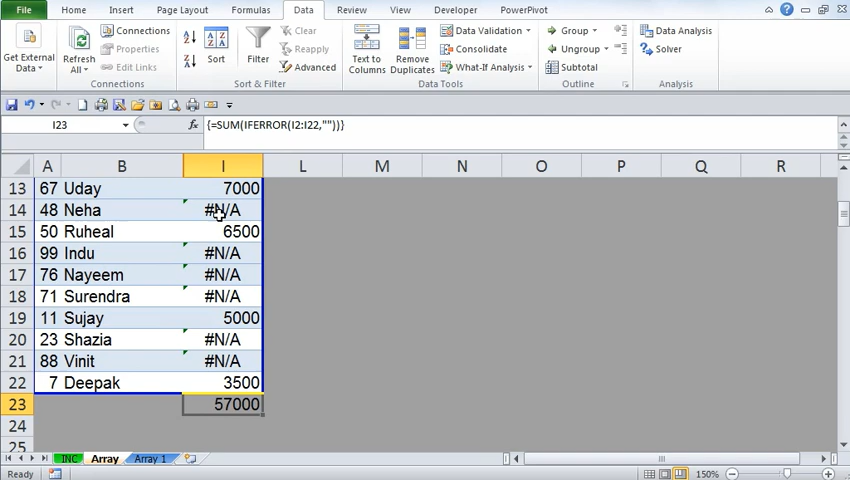 File Home Insert Page Layout Formulas Data Review View Developer PowerPivot
Get External Data
Refresh All
Connections
Properties
Edit Links
Connections
Sort
Filter
Clear
Reapply
Advanced
Sort & Filter
Text to Columns
Remove Duplicates
Data Validation
Consolidate
What-If Analysis
Data Tools
Group
Ungroup
Subtotal
Outline
Data Analysis
Solver
Analysis
I23 fx {=SUM(IFERROR(I2:I22,""))}
A B I L M N O P Q R
13 67 Uday 7000
14 48 Neha #N/A
15 50 Ruheal 6500
16 99 Indu #N/A
17 76 Nayeem #N/A
18 71 Surendra #N/A
19 11 Sujay 5000
20 23 Shazia #N/A
21 88 Vinit #N/A
22 7 Deepak 3500
23 57000
24
25
INC Array Array 1
Ready 150%